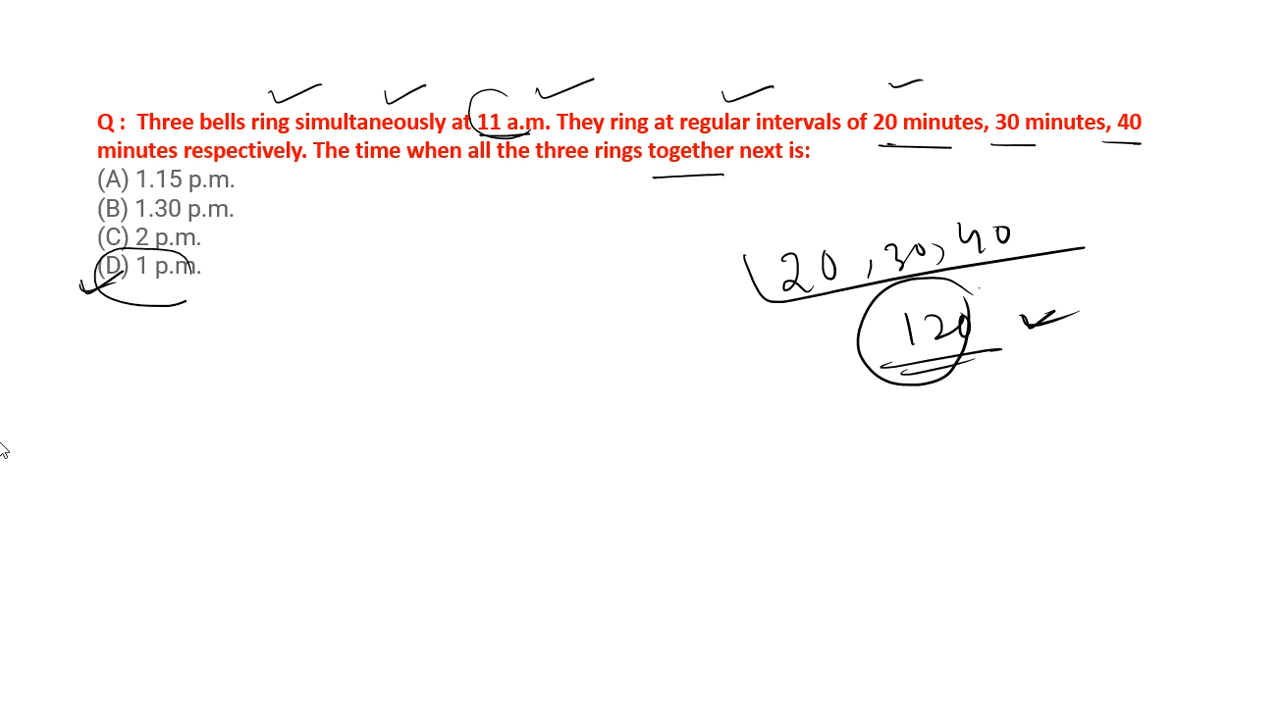 Q : Three bells ring simultaneously at 11 a.m. They ring at regular intervals of 20 minutes, 30 minutes, 40
minutes respectively. The time when all the three rings together next is:
(A) 1.15 p.m.
(B) 1.30 p.m.
(C) 2 p.m.
(D) 1 p.m.
20, 30, 40
120